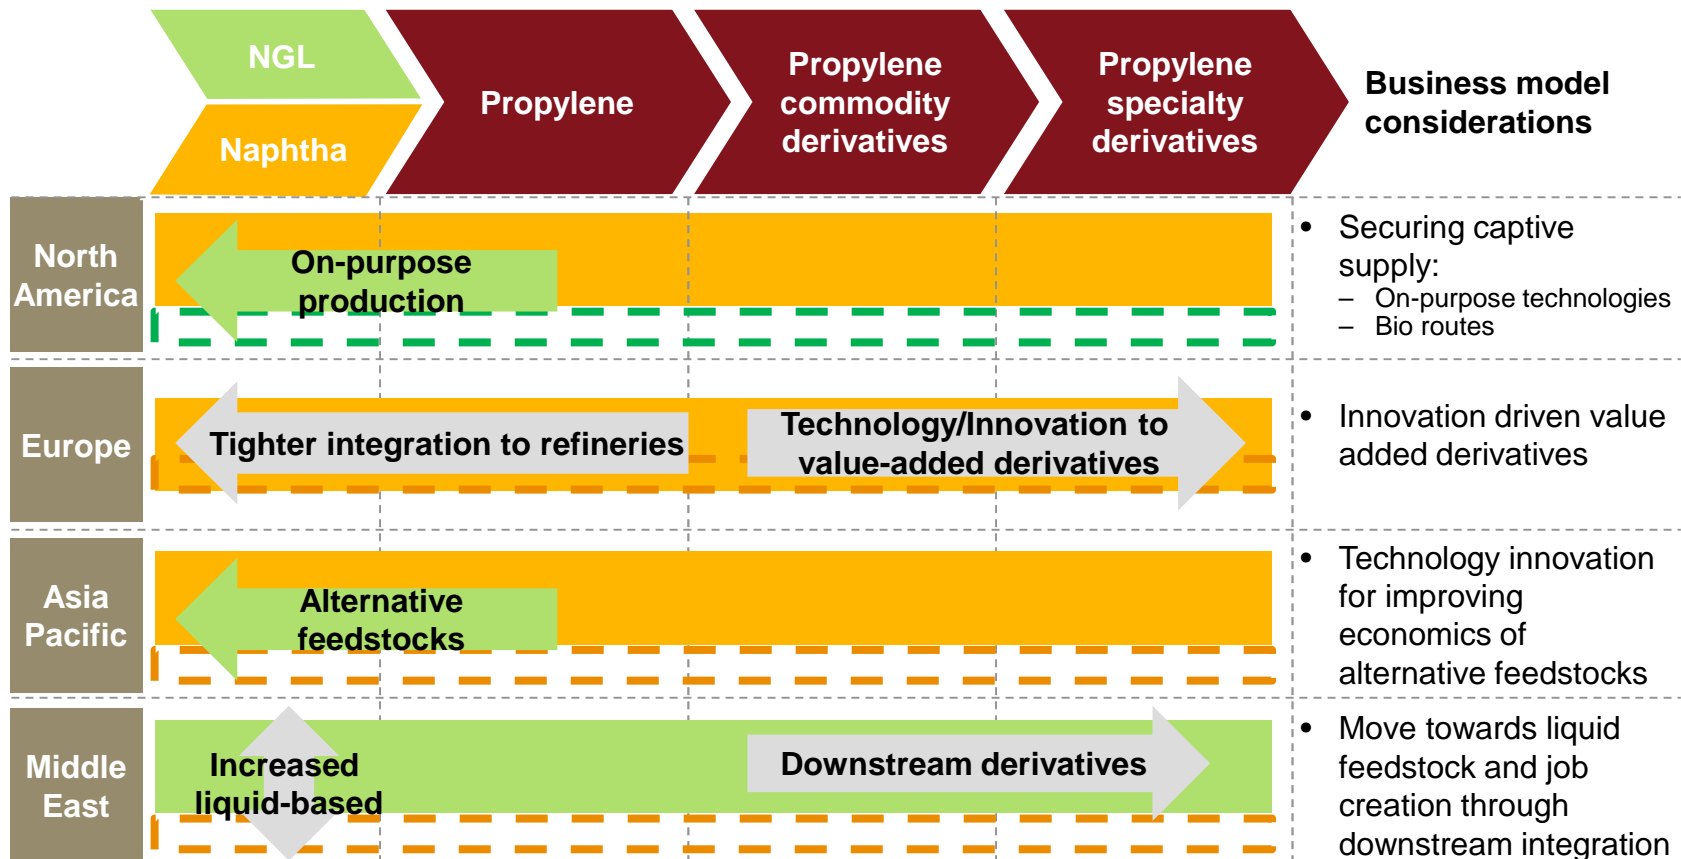 NGL
Naphtha
Propylene
Propylene
commodity
derivatives
Propylene
specialty
derivatives
Business model
considerations
North
America
On-purpose
production
• Securing captive
supply:
– On-purpose technologies
– Bio routes
Europe
Tighter integration to refineries
Technology/Innovation to
value-added derivatives
• Innovation driven value
added derivatives
Asia
Pacific
Alternative
feedstocks
• Technology innovation
for improving
economics of
alternative feedstocks
Middle
East
Increased
liquid-based
Downstream derivatives
• Move towards liquid
feedstock and job
creation through
downstream integration